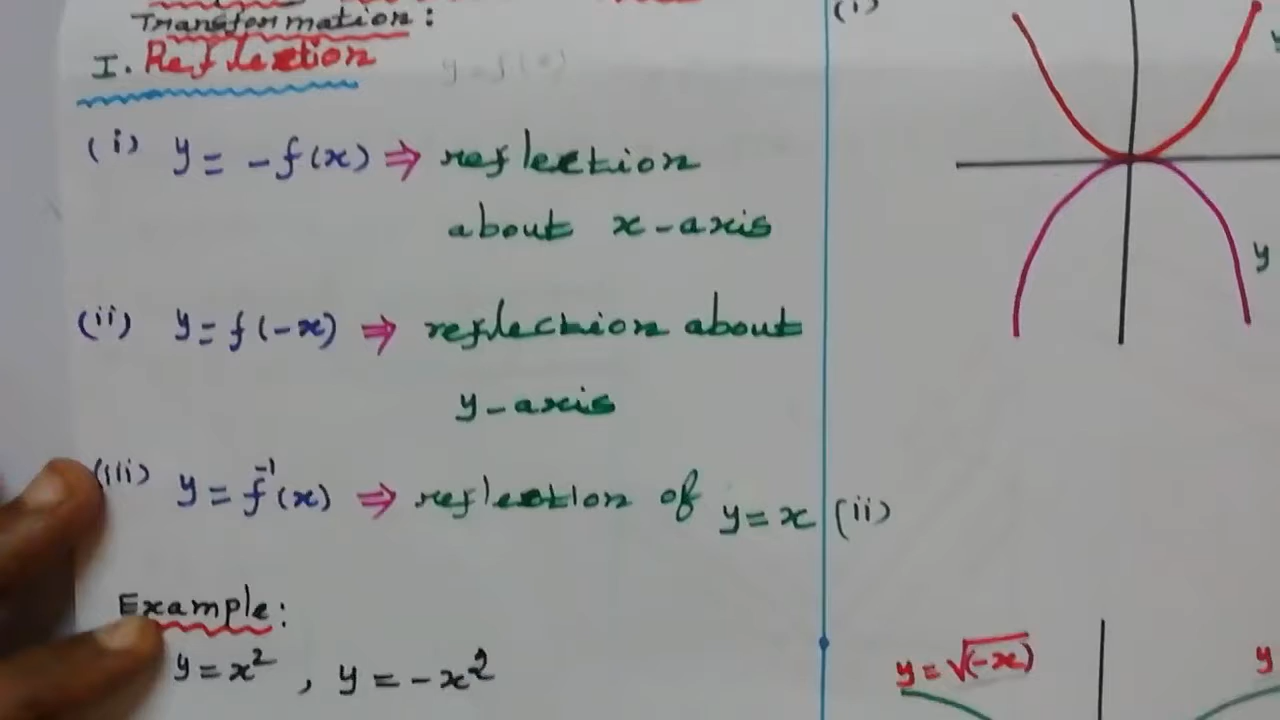 Transformation:
I. Reflection
(i) y = -f(x) ⇒ reflection
about x-axis
(ii) y = f(-x) ⇒ reflection about
y-axis
(iii) y = f⁻¹(x) ⇒ reflection of y = x
Example:
y = x², y = -x²
(i)
y
y
(ii)
y = √(-x)
y